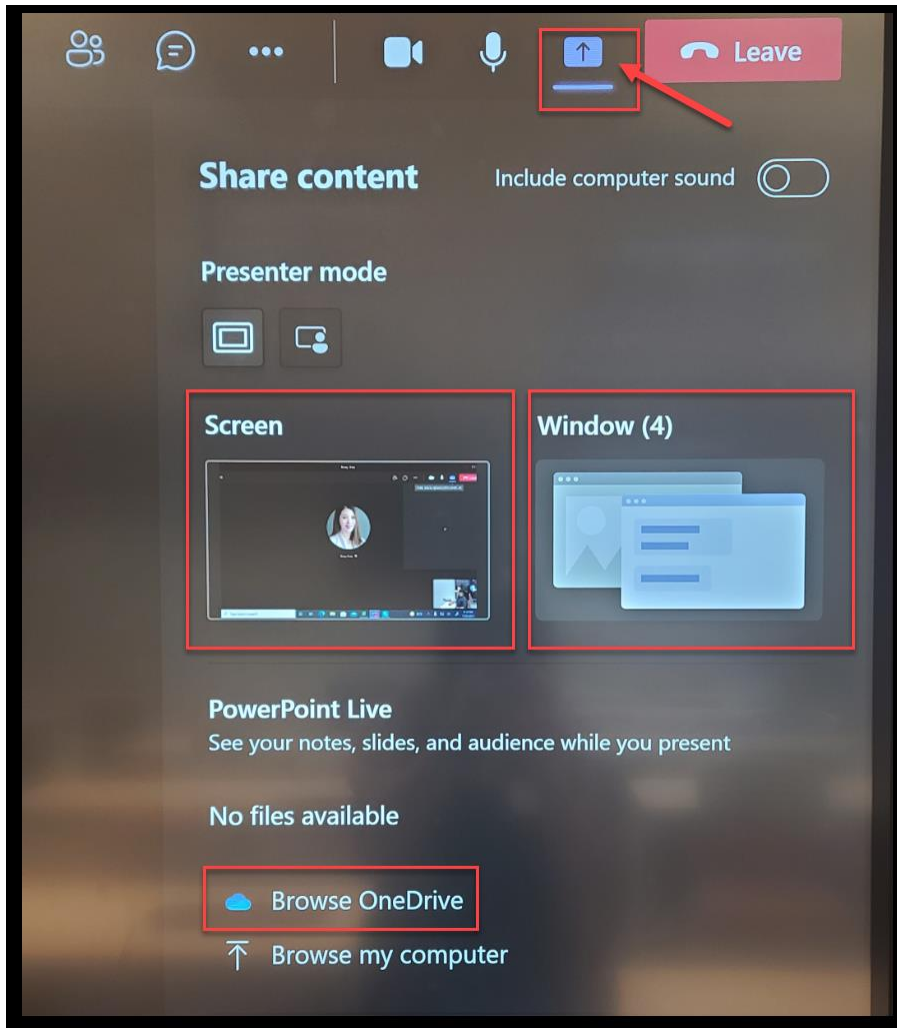 Leave
Share content
Include computer sound
Presenter mode
Screen
Window (4)
PowerPoint Live
See your notes, slides, and audience while you present
No files available
Browse OneDrive
Browse my computer